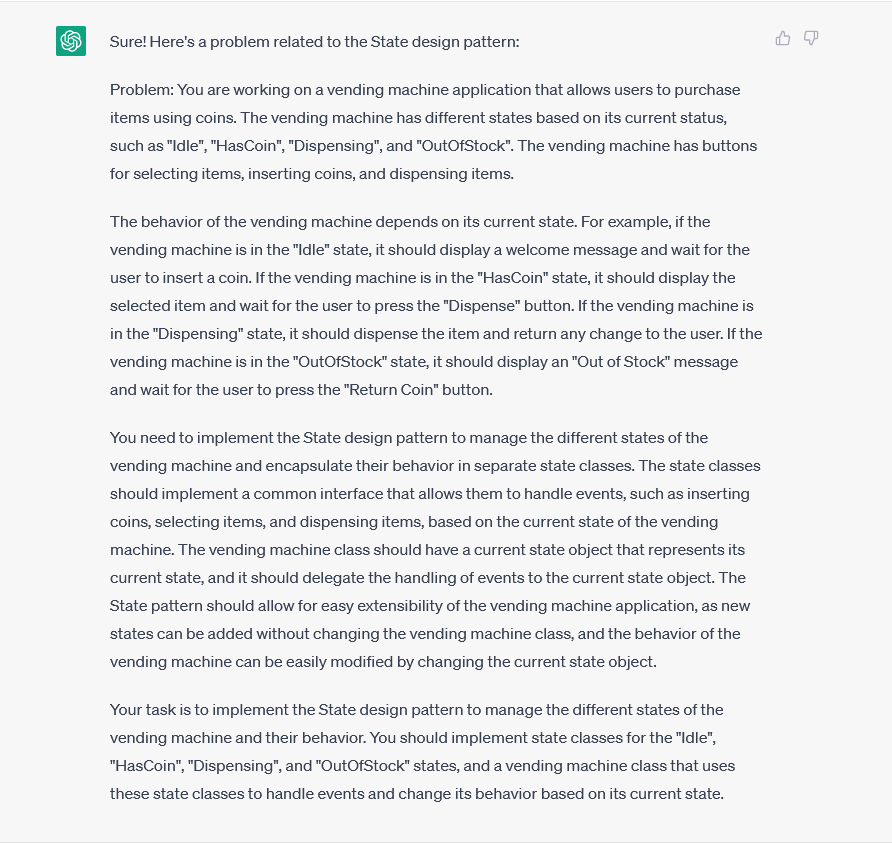 Sure! Here's a problem related to the State design pattern:
Problem: You are working on a vending machine application that allows users to purchase
items using coins. The vending machine has different states based on its current status,
such as "Idle", "HasCoin", "Dispensing", and "OutOfStock". The vending machine has buttons
for selecting items, inserting coins, and dispensing items.
The behavior of the vending machine depends on its current state. For example, if the
vending machine is in the "Idle" state, it should display a welcome message and wait for the
user to insert a coin. If the vending machine is in the "HasCoin" state, it should display the
selected item and wait for the user to press the "Dispense" button. If the vending machine is
in the "Dispensing" state, it should dispense the item and return any change to the user. If the
vending machine is in the "OutOfStock" state, it should display an "Out of Stock" message
and wait for the user to press the "Return Coin" button.
You need to implement the State design pattern to manage the different states of the
vending machine and encapsulate their behavior in separate state classes. The state classes
should implement a common interface that allows them to handle events, such as inserting
coins, selecting items, and dispensing items, based on the current state of the vending
machine. The vending machine class should have a current state object that represents its
current state, and it should delegate the handling of events to the current state object. The
State pattern should allow for easy extensibility of the vending machine application, as new
states can be added without changing the vending machine class, and the behavior of the
vending machine can be easily modified by changing the current state object.
Your task is to implement the State design pattern to manage the different states of the
vending machine and their behavior. You should implement state classes for the "Idle",
"HasCoin", "Dispensing", and "OutOfStock" states, and a vending machine class that uses
these state classes to handle events and change its behavior based on its current state.